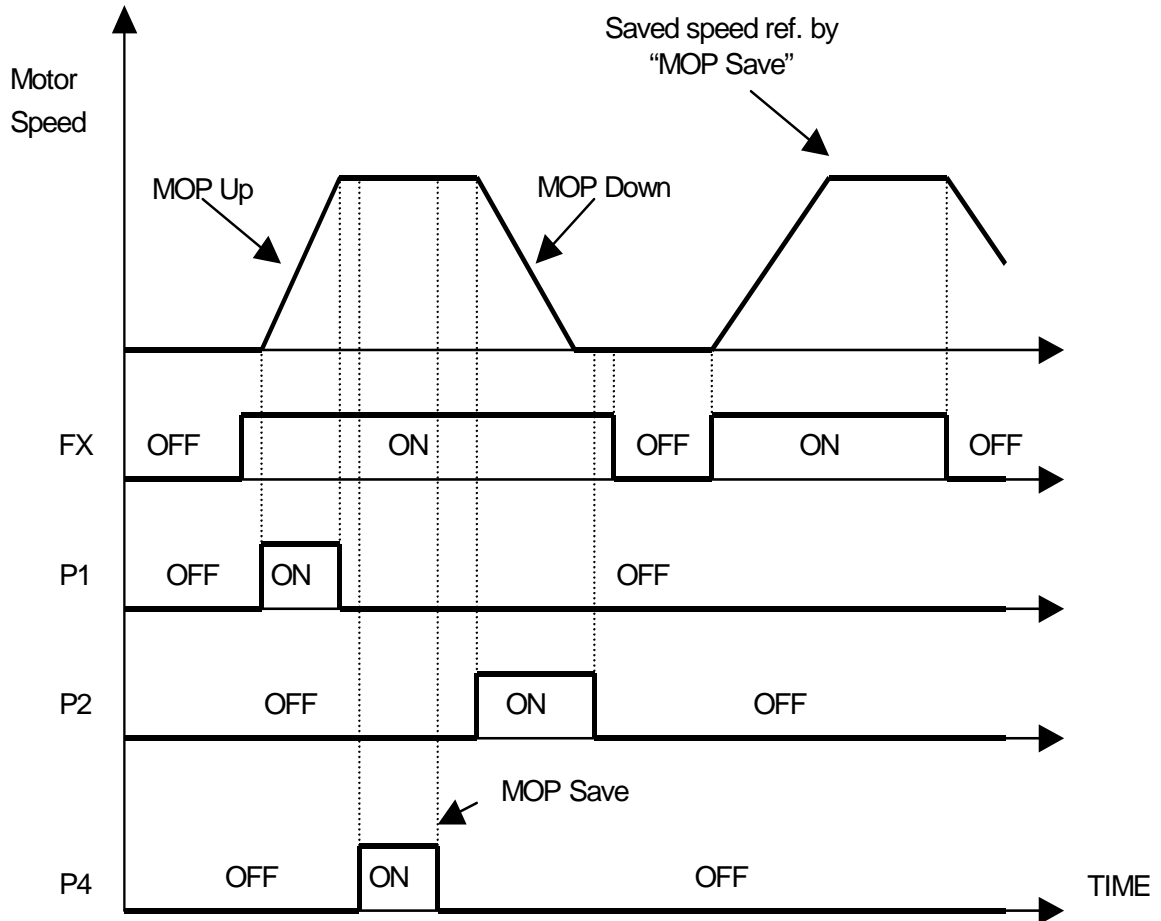 Saved speed ref. by
“MOP Save”
Motor
Speed
MOP Up
MOP Down
FX
OFF
ON
OFF
ON
OFF
P1
OFF
ON
OFF
P2
OFF
ON
OFF
MOP Save
P4
OFF
ON
OFF
TIME